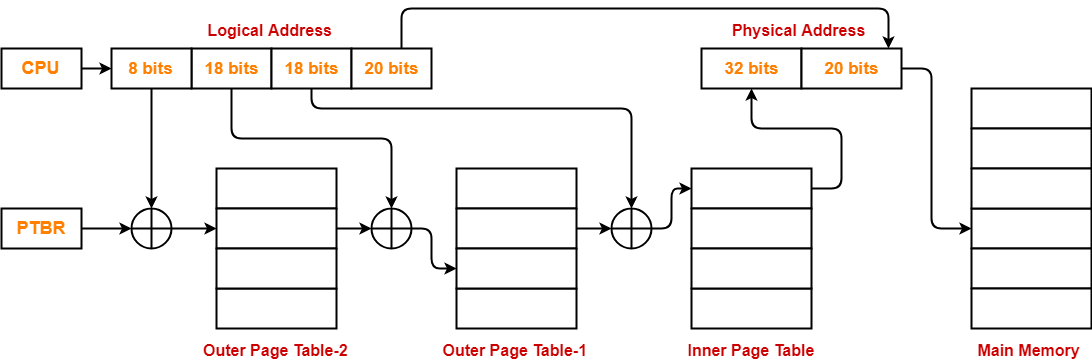 Logical Address
Physical Address
CPU
8 bits
18 bits
18 bits
20 bits
32 bits
20 bits
PTBR
Outer Page Table-2
Outer Page Table-1
Inner Page Table
Main Memory